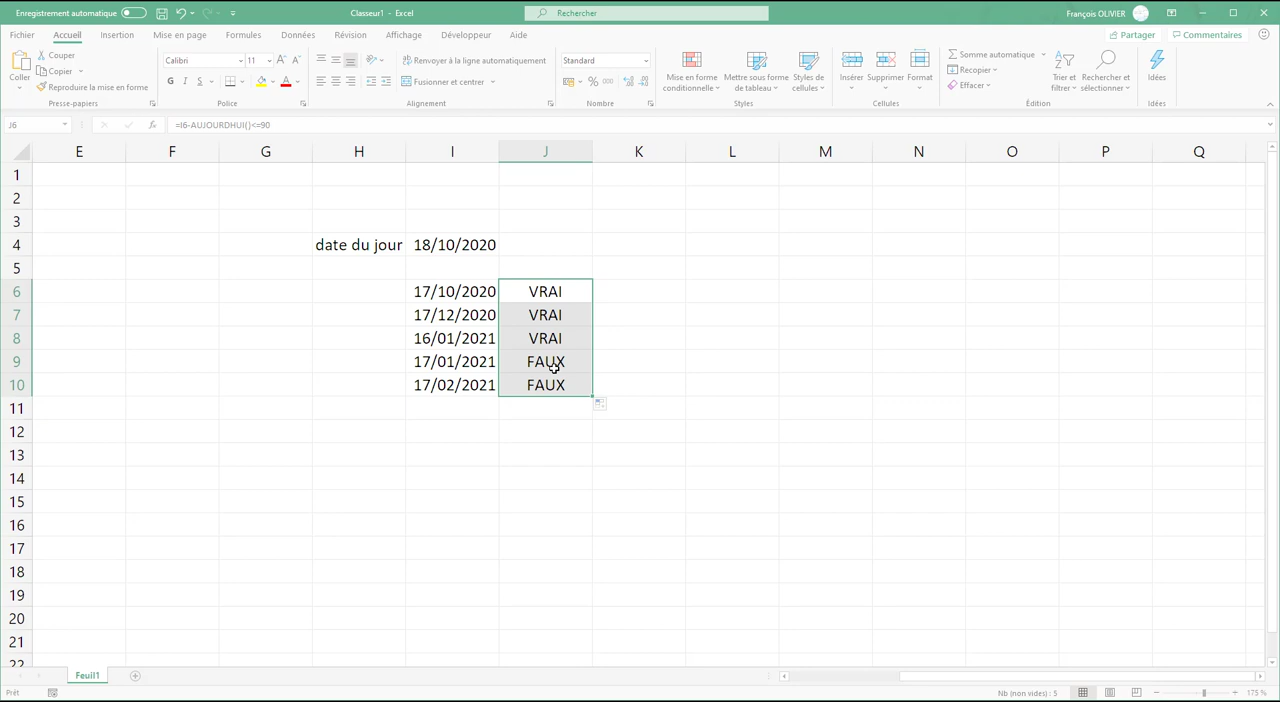 Enregistrement automatique Classeur1 - Excel Rechercher François OLIVIER
Fichier Accueil Insertion Mise en page Formules Données Révision Affichage Développeur Aide Partager Commentaires
Coller Couper Copier Reproduire la mise en forme Presse-papiers
Calibri 11 G I S Police
Renvoyer à la ligne automatiquement Fusionner et centrer Alignement
Standard % 000 Nombre
Mise en forme conditionnelle Mettre sous forme de tableau Styles de cellules Styles
Insérer Supprimer Format Cellules
Somme automatique Recopier Effacer Trier et filtrer Rechercher et sélectionner Édition
Idées Idées
J6 fx =I6-AUJOURDHUI()<=90
E F G H I J K L M N O P Q
1
2
3
4 date du jour 18/10/2020
5
6 17/10/2020 VRAI
7 17/12/2020 VRAI
8 16/01/2021 VRAI
9 17/01/2021 FAUX
10 17/02/2021 FAUX
11
12
13
14
15
16
17
18
19
20
21
22
Feuil1
Prêt Nb (non vides) : 5 175 %